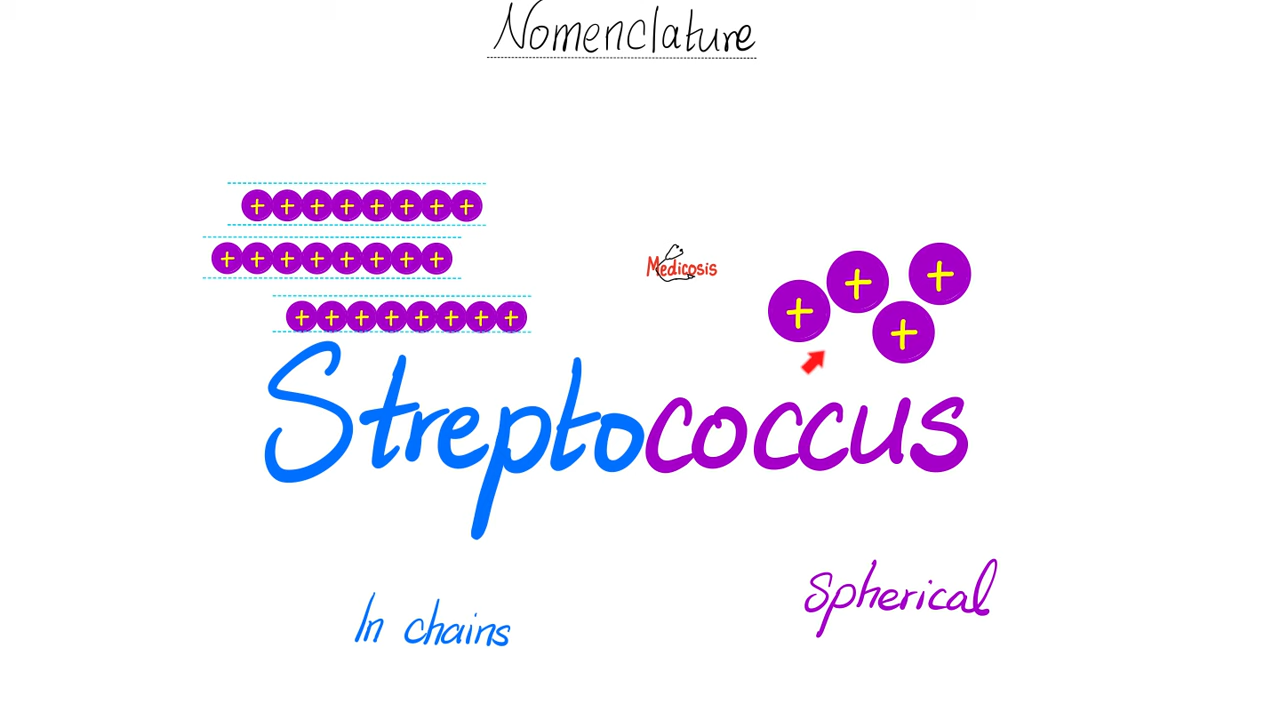 Nomenclature
Medicosis
Streptococcus
In chains
Spherical